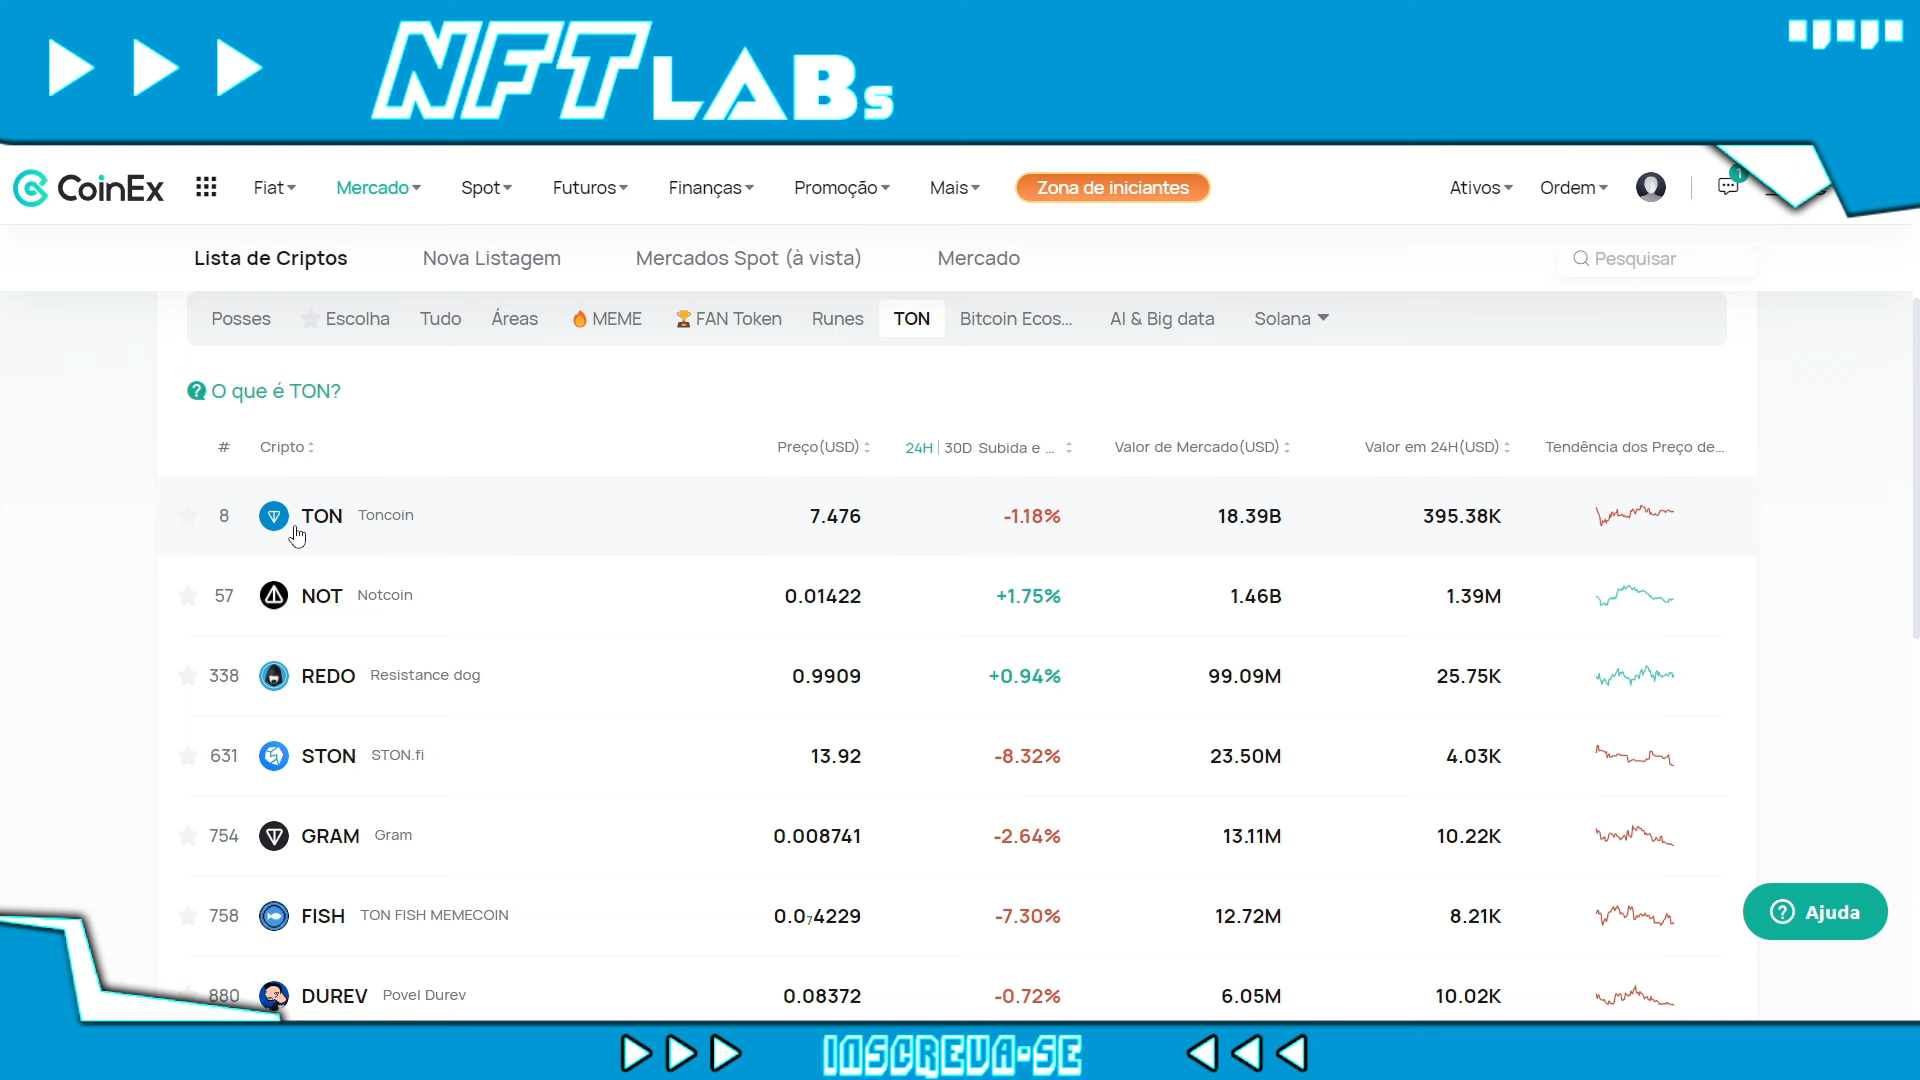 NFT LABs
CoinEx Fiat Mercado Spot Futuros Finanças Promoção Mais Zona de iniciantes Ativos Ordem 1
Lista de Criptos Nova Listagem Mercados Spot (à vista) Mercado Pesquisar
Posses Escolha Tudo Áreas MEME FAN Token Runes TON Bitcoin Ecos... AI & Big data Solana
O que é TON?
# Cripto Preço(USD) 24H | 30D Subida e ... Valor de Mercado(USD) Valor em 24H(USD) Tendência dos Preço de...
8 TON Toncoin 7.476 -1.18% 18.39B 395.38K
57 NOT Notcoin 0.01422 +1.75% 1.46B 1.39M
338 REDO Resistance dog 0.9909 +0.94% 99.09M 25.75K
631 STON STON.fi 13.92 -8.32% 23.50M 4.03K
754 GRAM Gram 0.008741 -2.64% 13.11M 10.22K
758 FISH TON FISH MEMECOIN 0.0₇4229 -7.30% 12.72M 8.21K
Ajuda
880 DUREV Povel Durev 0.08372 -0.72% 6.05M 10.02K
INSCREVA-SE